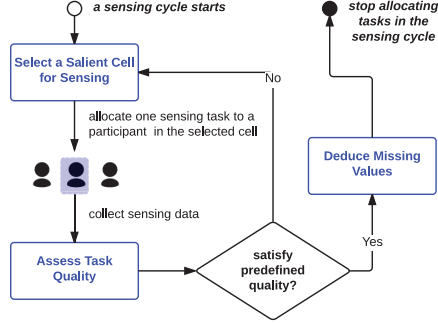 a sensing cycle starts
stop allocating
tasks in the
sensing cycle
Select a Salient Cell
for Sensing
No
allocate one sensing task to a
participant in the selected cell
Deduce Missing
Values
collect sensing data
Assess Task
Quality
satisfy
predefined
quality?
Yes